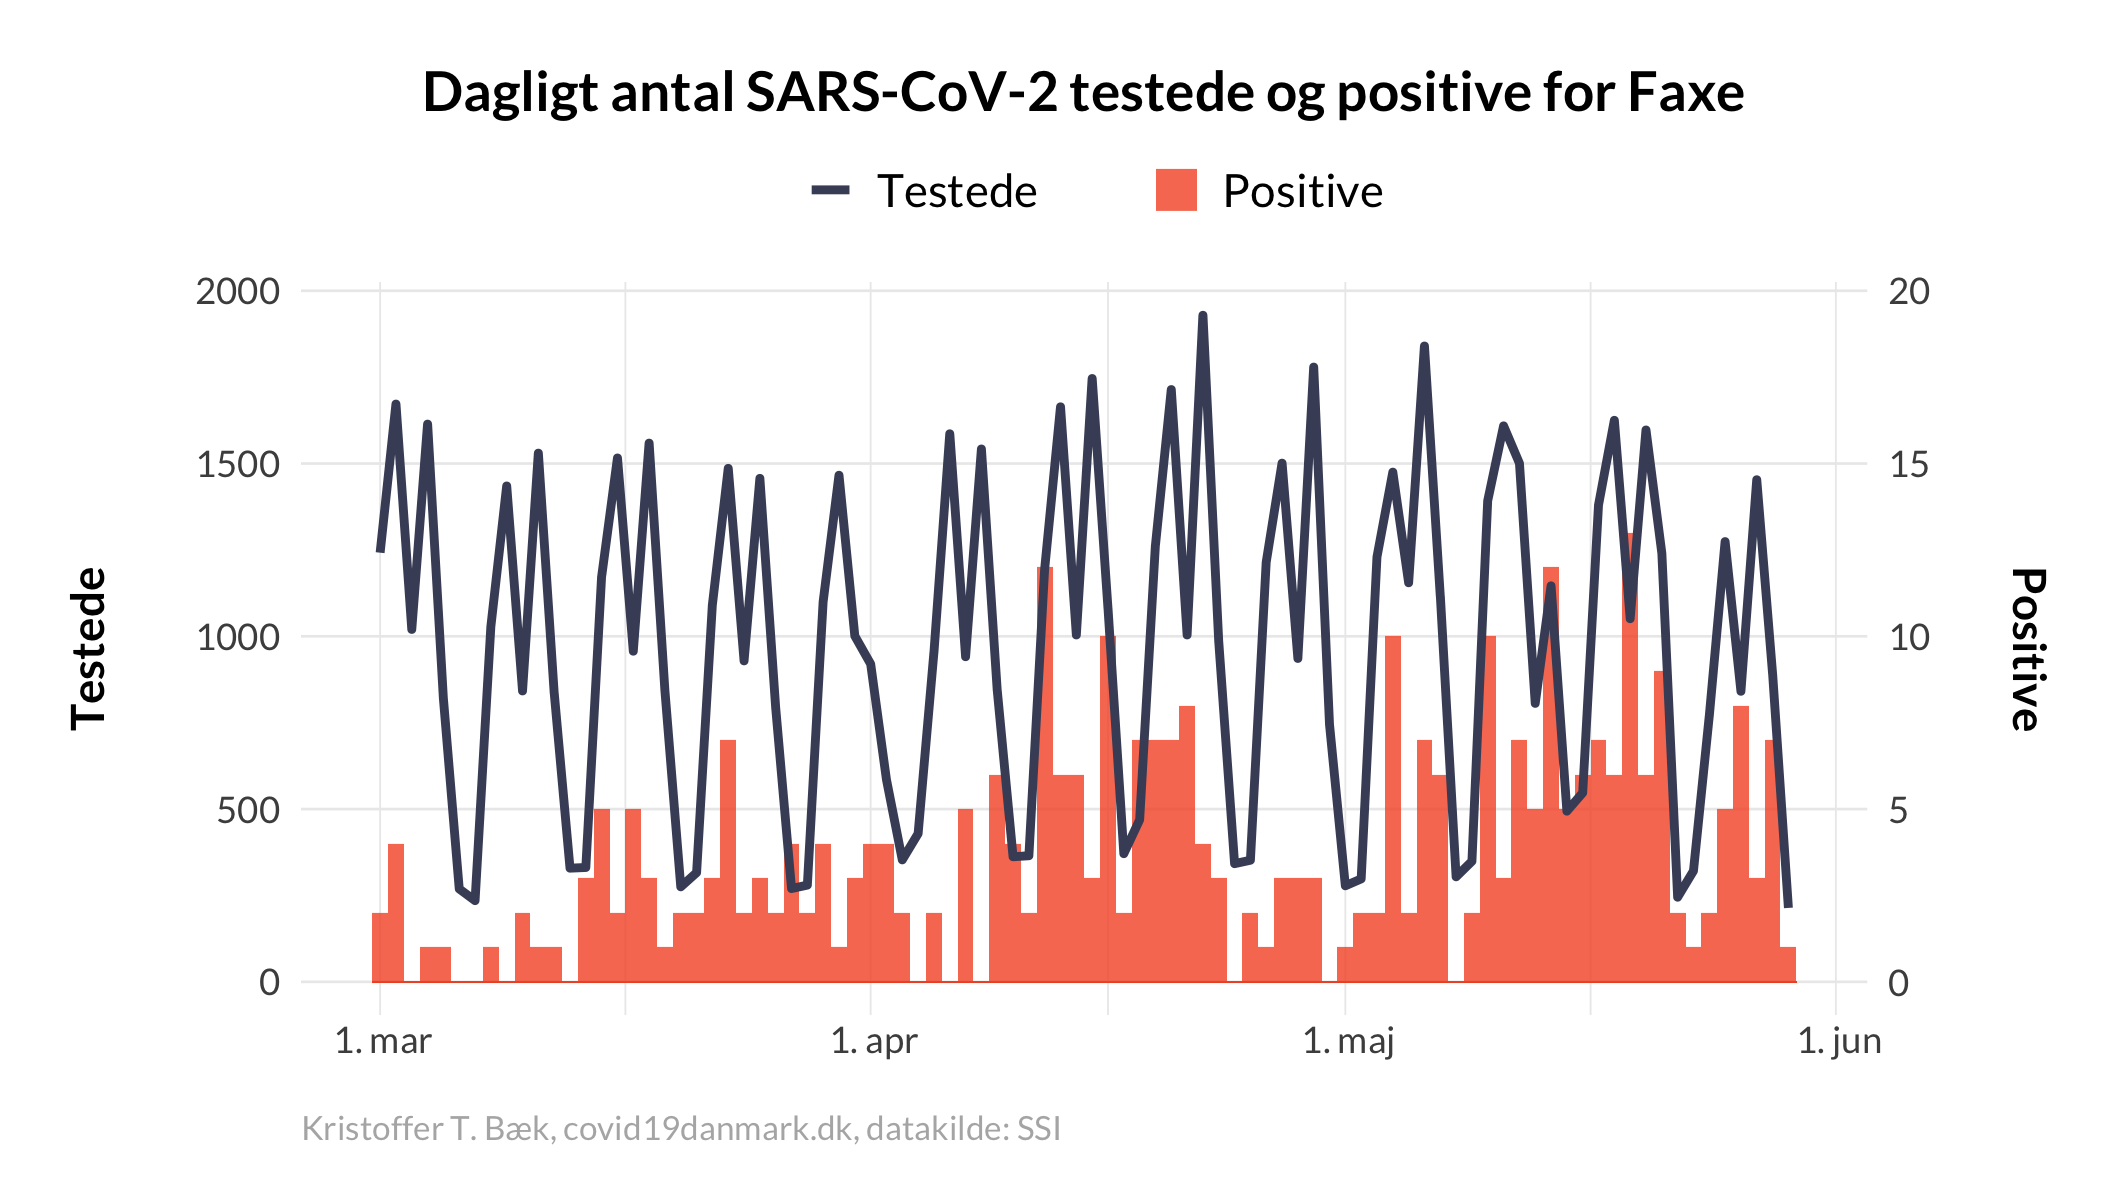 Dagligt antal SARS-CoV-2 testede og positive for Faxe
Testede Positive
2000 20
1500 15
1000 10
500 5
0 0
Testede
Positive
1. mar 1. apr 1. maj 1. jun
Kristoffer T. Bæk, covid19danmark.dk, datakilde: SSI